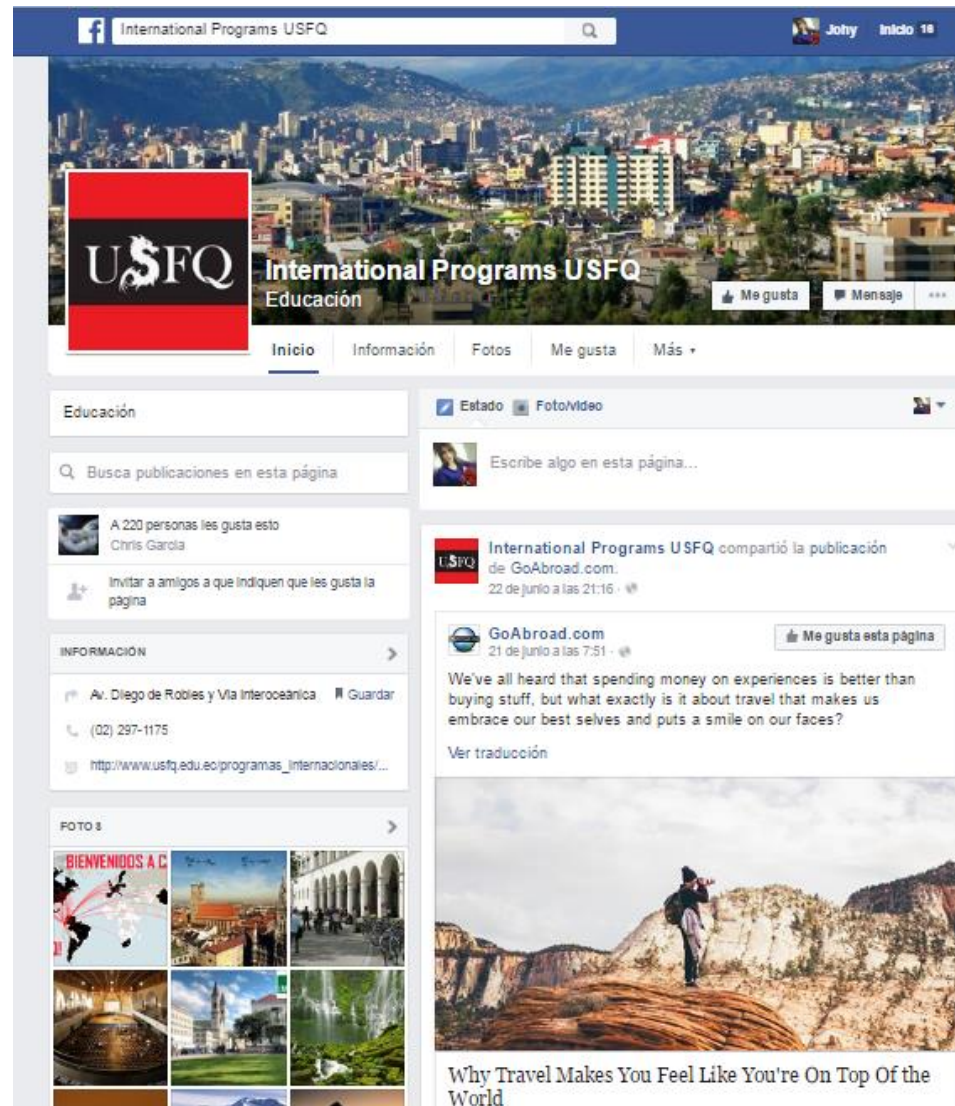 International Programs USFQ
Johy
Inicio 18
USFQ
International Programs USFQ
Educación
Me gusta
Mensaje
Inicio
Información
Fotos
Me gusta
Más
Educación
Busca publicaciones en esta página
A 220 personas les gusta esto
Chris Garcia
Invitar a amigos a que indiquen que les gusta la
página
INFORMACIÓN
Av. Diego de Robles y Vía Interoceánica
Guardar
(02) 297-1175
http://www.usfq.edu.ec/programas_internacionales/...
FOTOS
BIENVENIDOS A C
Estado
Foto/video
Escribe algo en esta página...
USFQ
International Programs USFQ compartió la publicación
de GoAbroad.com.
22 de junio a las 21:16 ·
GoAbroad.com
21 de junio a las 7:51 ·
Me gusta esta página
We've all heard that spending money on experiences is better than
buying stuff, but what exactly is it about travel that makes us
embrace our best selves and puts a smile on our faces?
Ver traducción
Why Travel Makes You Feel Like You're On Top Of the
World